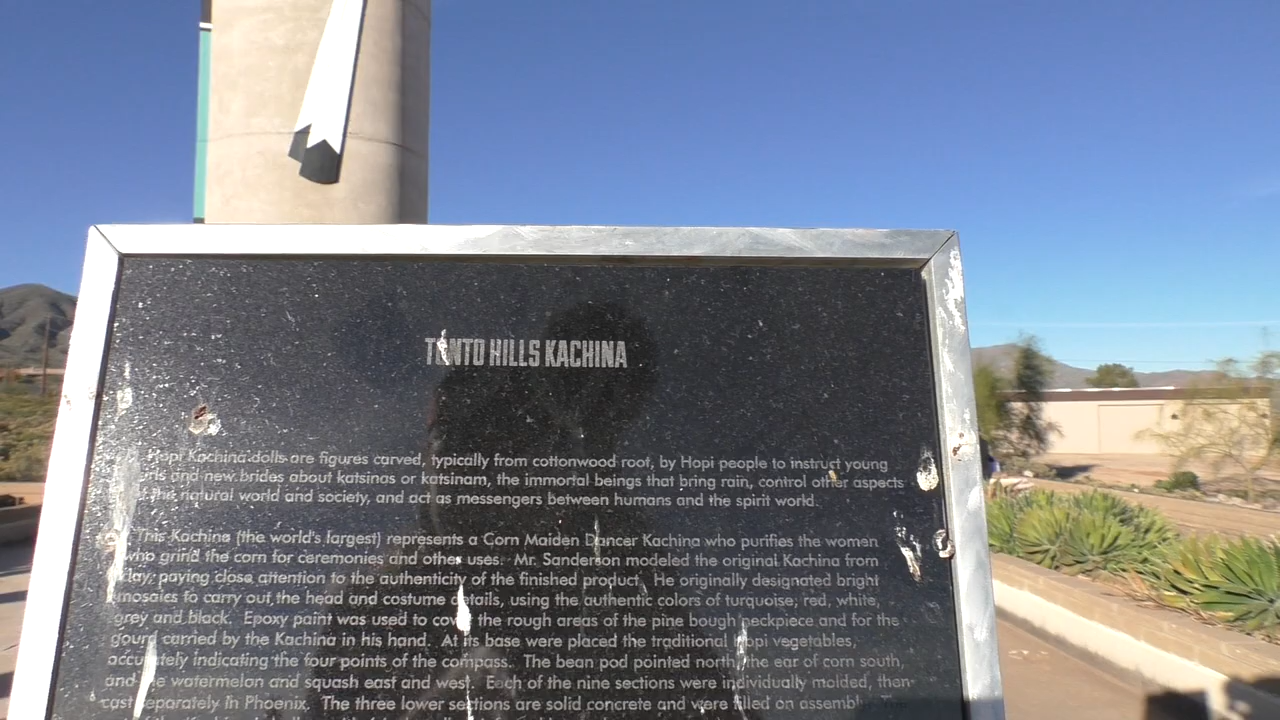 TONTO HILLS KACHINA
Hopi Kachina dolls are figures carved, typically from cottonwood root, by Hopi people to instruct young
and new brides about katsinas or katsinam, the immortal beings that bring rain, control other aspects
of the natural world and society, and act as messengers between humans and the spirit world.
This Kachina (the world's largest) represents a Corn Maiden Dancer Kachina who purifies the women
who grind the corn for ceremonies and other uses. Mr. Sanderson modeled the original Kachina from
clay, paying close attention to the authenticity of the finished product. He originally designated bright
mosaics to carry out the head and costume details, using the authentic colors of turquoise, red, white,
grey and black. Epoxy paint was used to cover the rough areas of the pine bough neckpiece and for the
gourd carried by the Kachina in his hand. At its base were placed the traditional Hopi vegetables,
accurately indicating the four points of the compass. The bean pod pointed north, the ear of corn south,
and the watermelon and squash east and west. Each of the nine sections were individually molded, then
cast separately in Phoenix. The three lower sections are solid concrete and were filled on assembly.